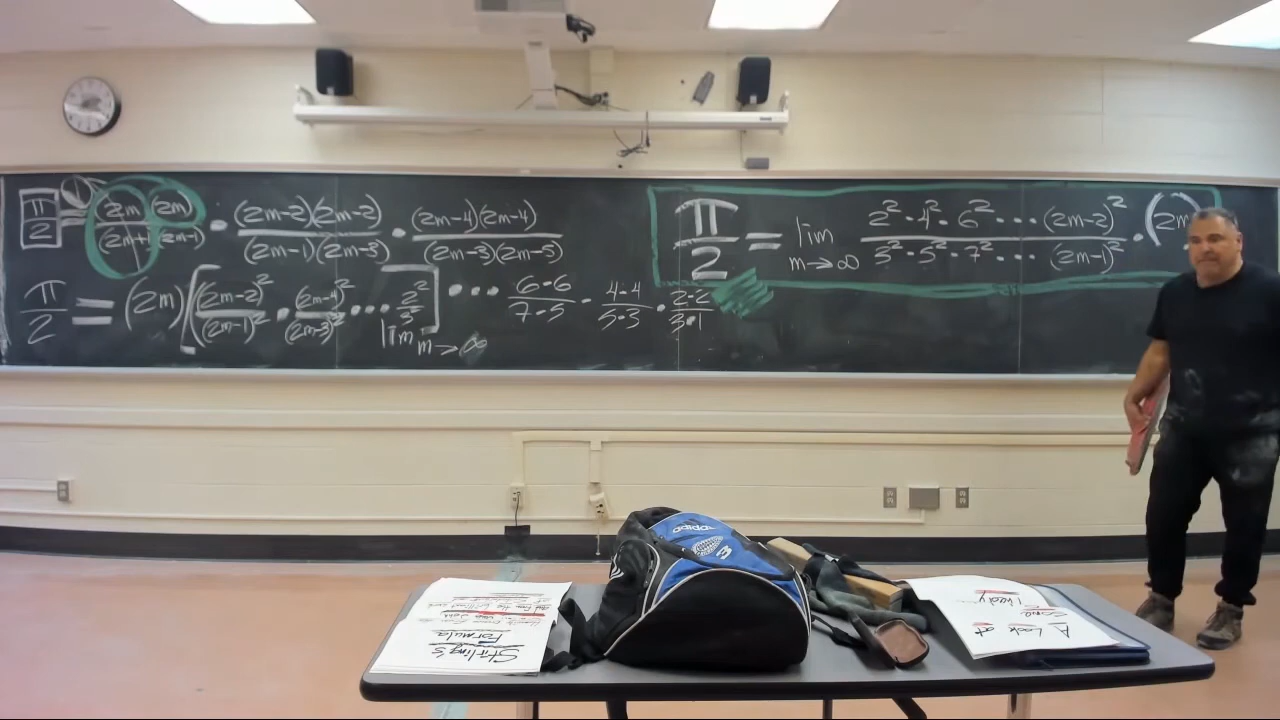 π/2 = (2m)/(2m+1) (2m)/(2m-1) · (2m-2)(2m-2)/(2m-1)(2m-3) · (2m-4)(2m-4)/(2m-3)(2m-5)
π/2 = (2m)[(2m-2)²/(2m-1)² · (2m-4)²/(2m-3)² ··· 2²/3²] ··· 6·6/7·5 · 4·4/5·3 · 2·2/3·1
lim m→∞
π/2 = lim m→∞ 2²·4²·6²···(2m-2)²/3²·5²·7²···(2m-1)² · (2m
adidas
3
Stirling's
Formula
A Look at
Some